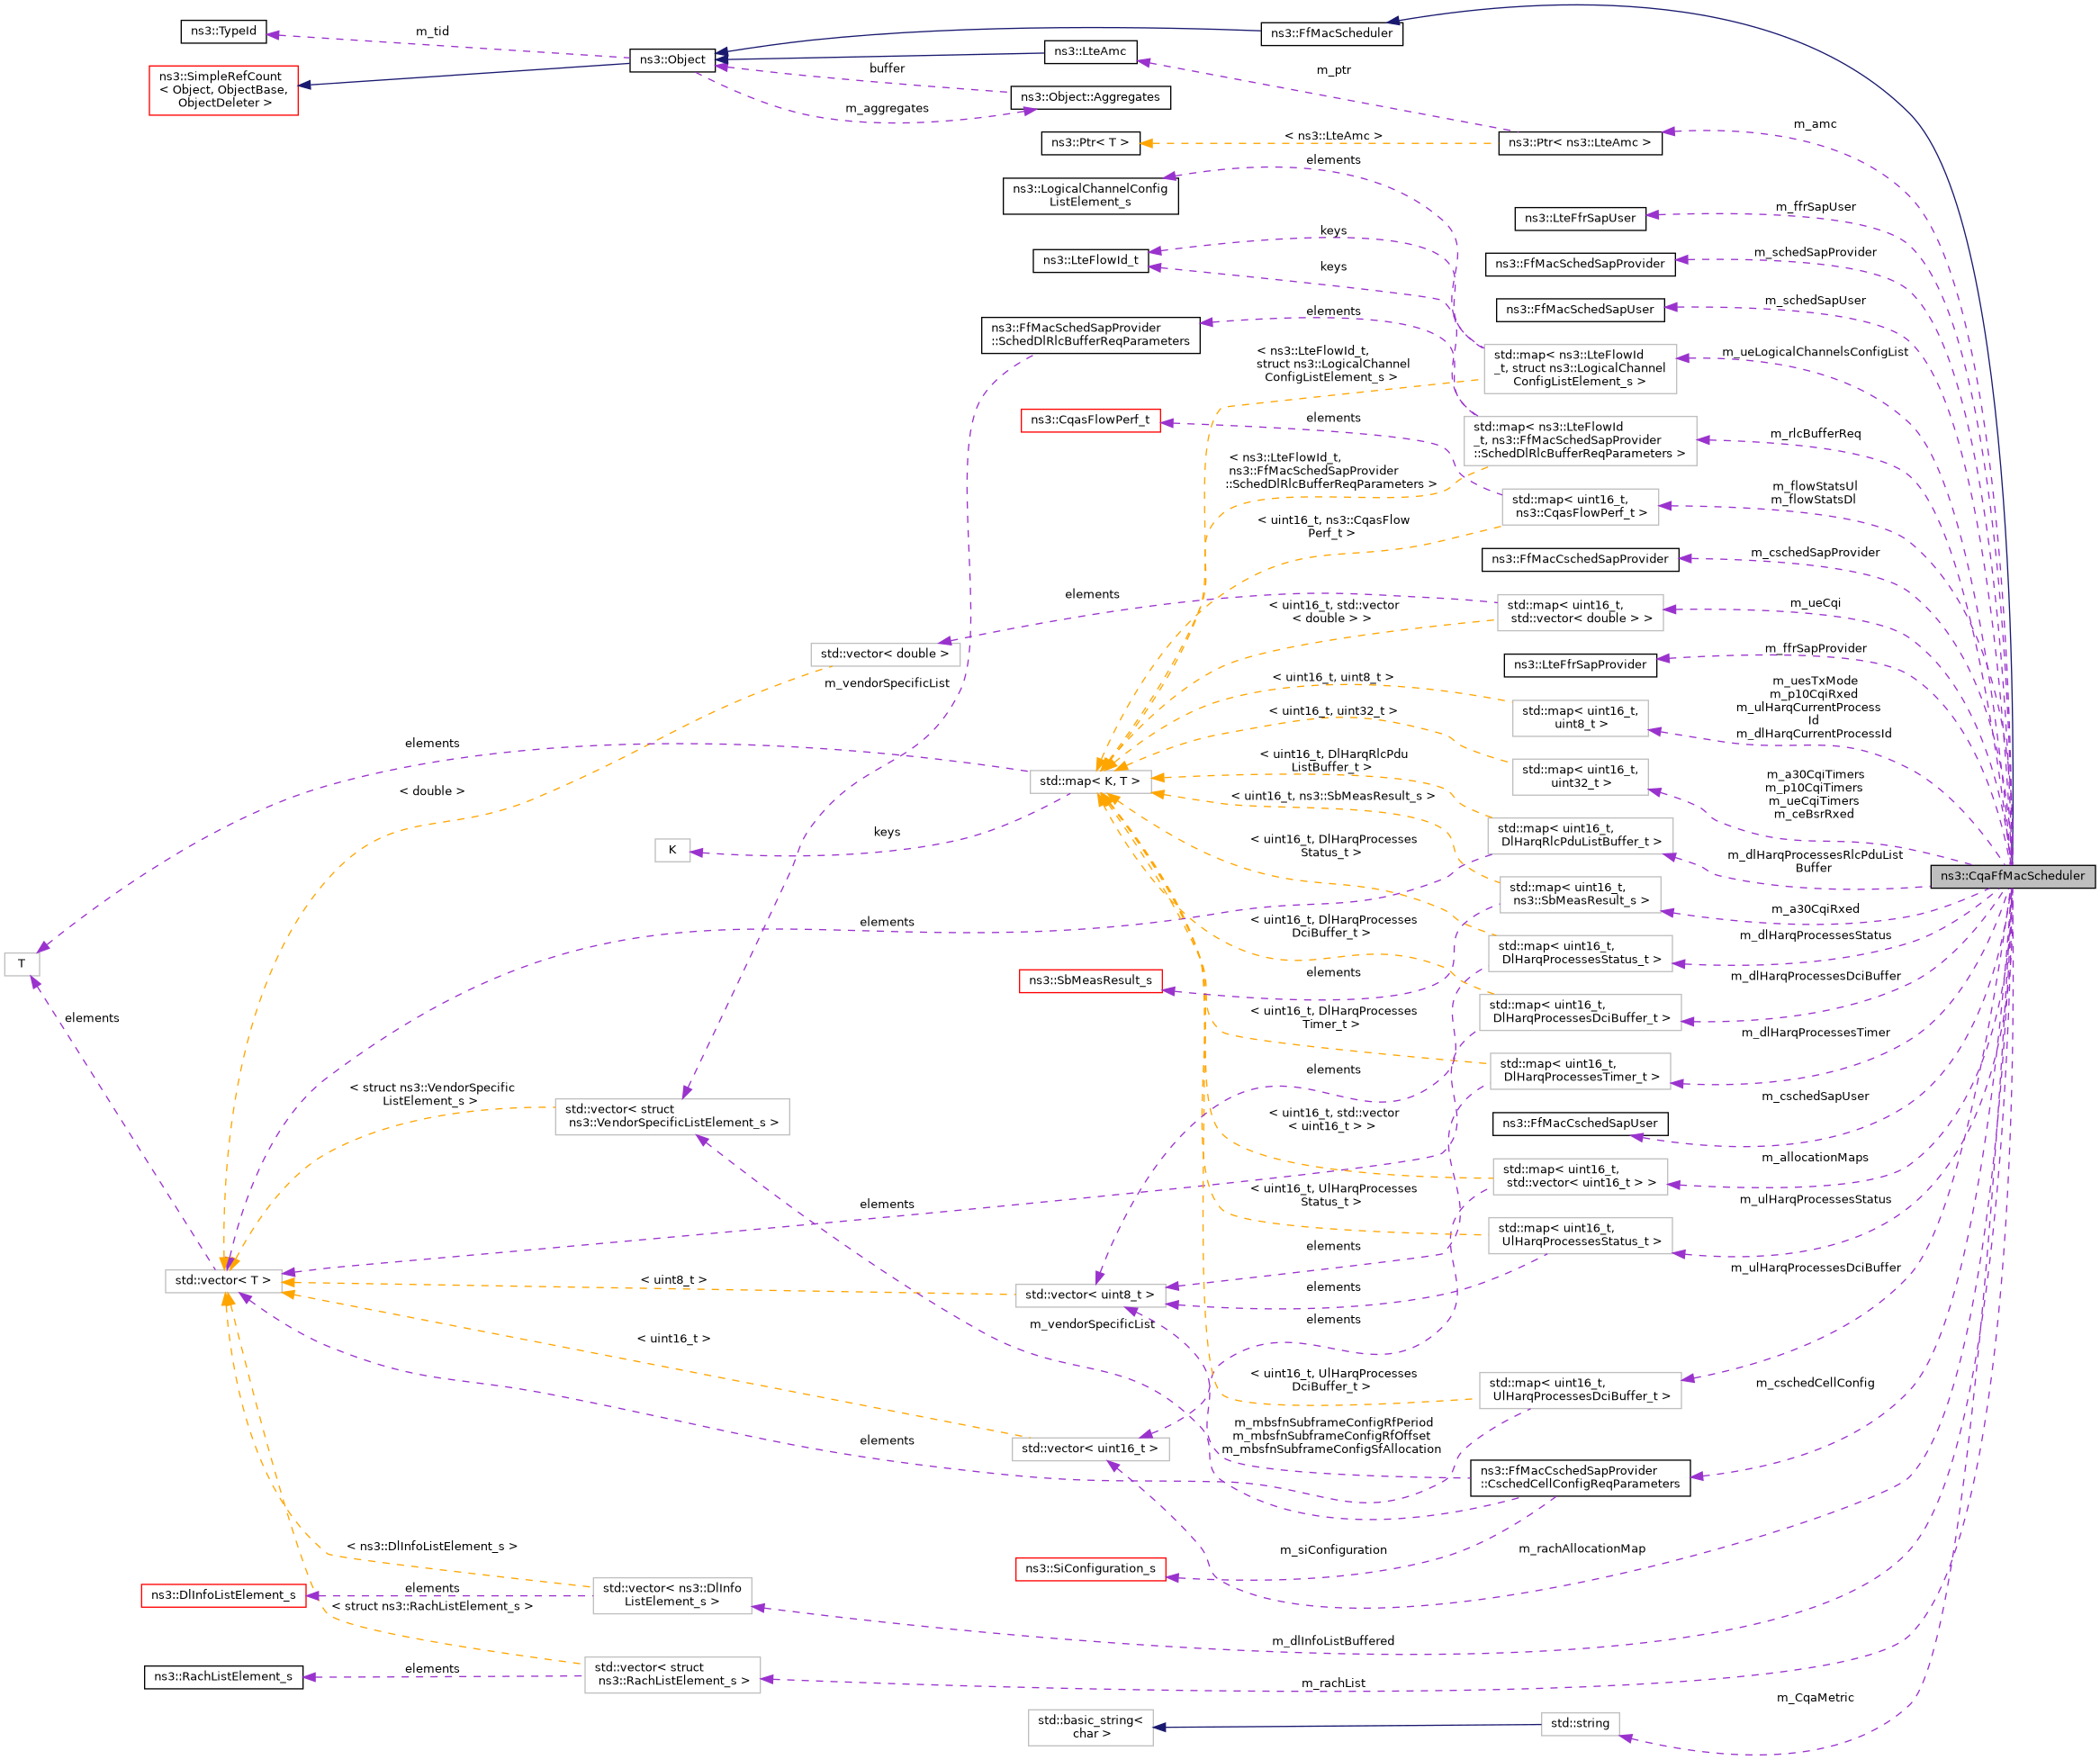 ns3::TypeId
m_tid
ns3::SimpleRefCount
< Object, ObjectBase,
ObjectDeleter >
ns3::Object
buffer
m_aggregates
ns3::FfMacScheduler
ns3::LteAmc
m_ptr
ns3::Object::Aggregates
ns3::Ptr< T >
< ns3::LteAmc >
ns3::Ptr< ns3::LteAmc >
m_amc
elements
ns3::LogicalChannelConfig
ListElement_s
ns3::LteFfrSapUser
m_ffrSapUser
keys
ns3::LteFlowId_t
keys
ns3::FfMacSchedSapProvider
m_schedSapProvider
ns3::FfMacSchedSapUser
m_schedSapUser
elements
ns3::FfMacSchedSapProvider
::SchedDlRlcBufferReqParameters
< ns3::LteFlowId_t,
struct ns3::LogicalChannel
ConfigListElement_s >
std::map< ns3::LteFlowId
_t, struct ns3::LogicalChannel
ConfigListElement_s >
m_ueLogicalChannelsConfigList
ns3::CqasFlowPerf_t
elements
std::map< ns3::LteFlowId
_t, ns3::FfMacSchedSapProvider
::SchedDlRlcBufferReqParameters >
m_rlcBufferReq
< ns3::LteFlowId_t,
ns3::FfMacSchedSapProvider
::SchedDlRlcBufferReqParameters >
std::map< uint16_t,
ns3::CqasFlowPerf_t >
m_flowStatsUl
m_flowStatsDl
< uint16_t, ns3::CqasFlow
Perf_t >
ns3::FfMacCschedSapProvider
m_cschedSapProvider
elements
< uint16_t, std::vector
< double > >
std::map< uint16_t,
std::vector< double > >
m_ueCqi
std::vector< double >
m_vendorSpecificList
ns3::LteFfrSapProvider
m_ffrSapProvider
< uint16_t, uint8_t >
std::map< uint16_t,
uint8_t >
m_uesTxMode
m_p10CqiRxed
m_ulHarqCurrentProcess
Id
m_dlHarqCurrentProcessId
< uint16_t, uint32_t >
std::map< uint16_t,
uint32_t >
m_a30CqiTimers
m_p10CqiTimers
m_ueCqiTimers
m_ceBsrRxed
elements
< double >
std::map< K, T >
< uint16_t, DlHarqRlcPdu
ListBuffer_t >
< uint16_t, ns3::SbMeasResult_s >
keys
K
std::map< uint16_t,
DlHarqRlcPduListBuffer_t >
m_dlHarqProcessesRlcPduList
Buffer
ns3::CqaFfMacScheduler
< uint16_t, DlHarqProcesses
Status_t >
std::map< uint16_t,
ns3::SbMeasResult_s >
m_a30CqiRxed
elements
< uint16_t, DlHarqProcesses
DciBuffer_t >
std::map< uint16_t,
DlHarqProcessesStatus_t >
m_dlHarqProcessesStatus
T
ns3::SbMeasResult_s
elements
m_dlHarqProcessesDciBuffer
elements
< uint16_t, DlHarqProcesses
Timer_t >
std::map< uint16_t,
DlHarqProcessesDciBuffer_t >
m_dlHarqProcessesTimer
elements
std::map< uint16_t,
DlHarqProcessesTimer_t >
< struct ns3::VendorSpecific
ListElement_s >
std::vector< struct
ns3::VendorSpecificListElement_s >
< uint16_t, std::vector
< uint16_t > >
ns3::FfMacCschedSapUser
m_cschedSapUser
std::map< uint16_t,
std::vector< uint16_t > >
m_allocationMaps
elements
< uint16_t, UlHarqProcesses
Status_t >
m_ulHarqProcessesStatus
elements
std::map< uint16_t,
UlHarqProcessesStatus_t >
m_ulHarqProcessesDciBuffer
std::vector< T >
< uint8_t >
std::vector< uint8_t >
elements
m_vendorSpecificList
elements
< uint16_t >
< uint16_t, UlHarqProcesses
DciBuffer_t >
std::map< uint16_t,
UlHarqProcessesDciBuffer_t >
m_cschedCellConfig
elements
std::vector< uint16_t >
m_mbsfnSubframeConfigRfPeriod
m_mbsfnSubframeConfigRfOffset
m_mbsfnSubframeConfigSfAllocation
ns3::FfMacCschedSapProvider
::CschedCellConfigReqParameters
< ns3::DlInfoListElement_s >
ns3::SiConfiguration_s
m_siConfiguration
m_rachAllocationMap
ns3::DlInfoListElement_s
elements
std::vector< ns3::DlInfo
ListElement_s >
< struct ns3::RachListElement_s >
m_dlInfoListBuffered
ns3::RachListElement_s
elements
std::vector< struct
ns3::RachListElement_s >
m_rachList
m_CqaMetric
std::basic_string<
char >
std::string